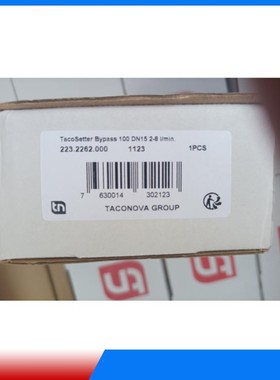 TacoSetter Bypass 100 DN15 2-8 l/min.
223.2262.000 1123 1PCS
7 630014 302123
TACONOVA GROUP